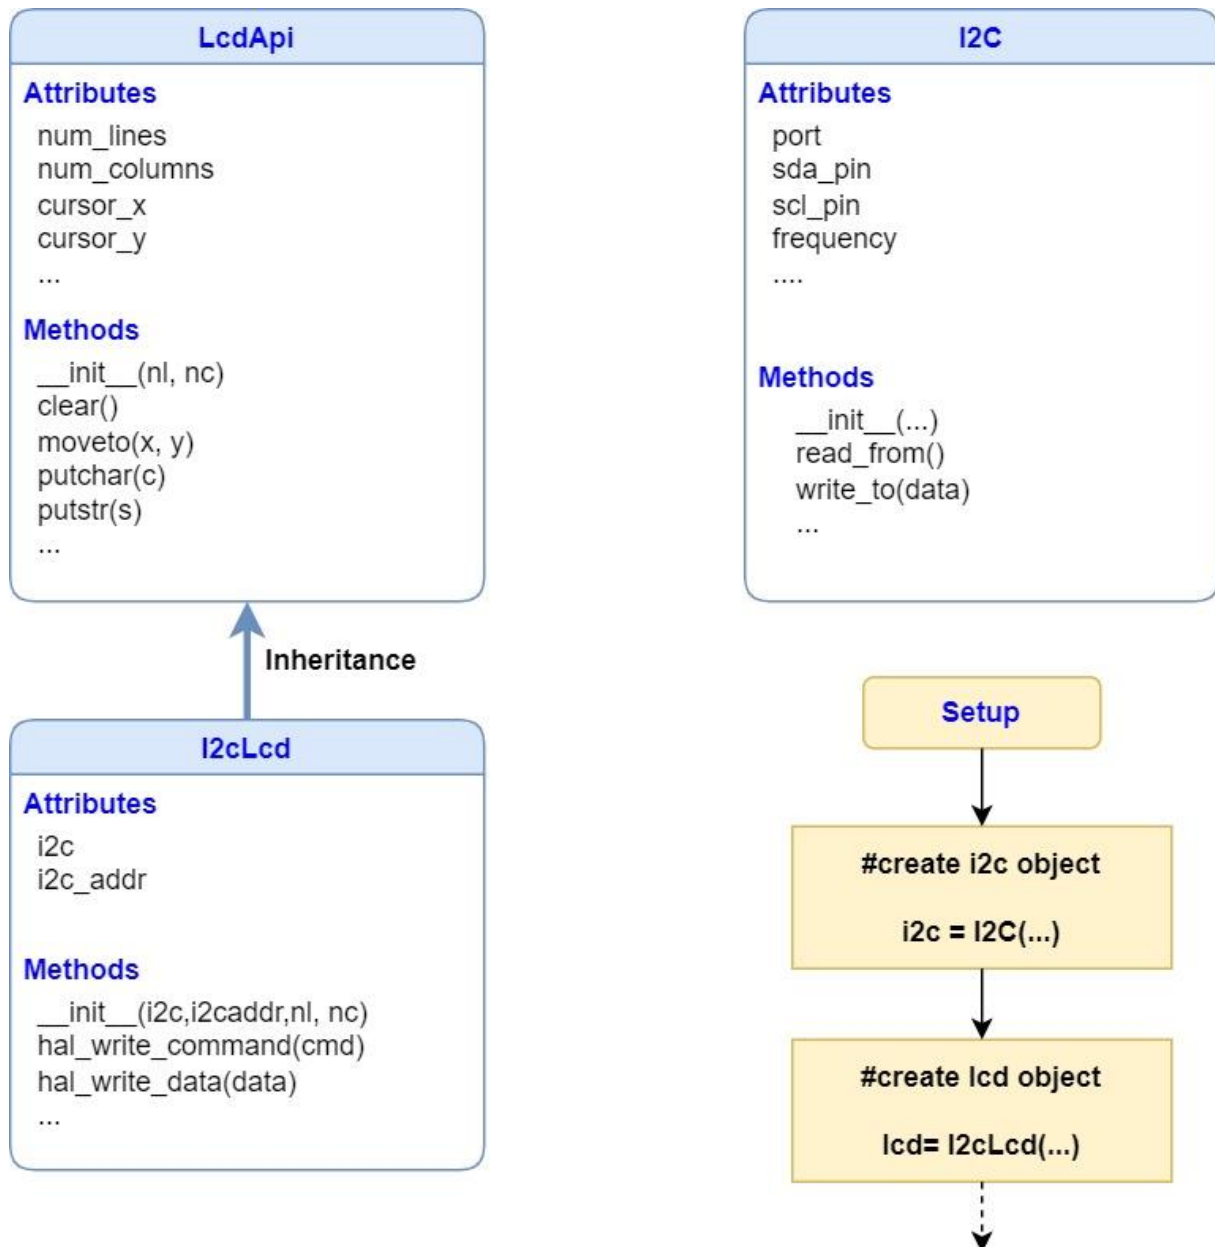 LcdApi
Attributes
num_lines
num_columns
cursor_x
cursor_y
...
Methods
__init__(nl, nc)
clear()
moveto(x, y)
putchar(c)
putstr(s)
...
Inheritance
I2cLcd
Attributes
i2c
i2c_addr
Methods
__init__(i2c,i2caddr,nl, nc)
hal_write_command(cmd)
hal_write_data(data)
...
I2C
Attributes
port
sda_pin
scl_pin
frequency
....
Methods
__init__(...)
read_from()
write_to(data)
...
Setup
#create i2c object
i2c = I2C(...)
#create lcd object
lcd= I2cLcd(...)